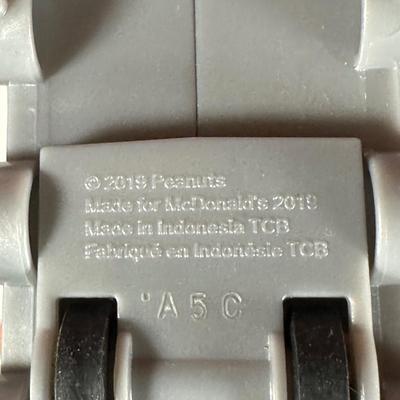 © 2019 Peanuts
Made for McDonald's 2019
Made in Indonesia TCB
Fabriqué en Indonésie TCB
'A 5 C